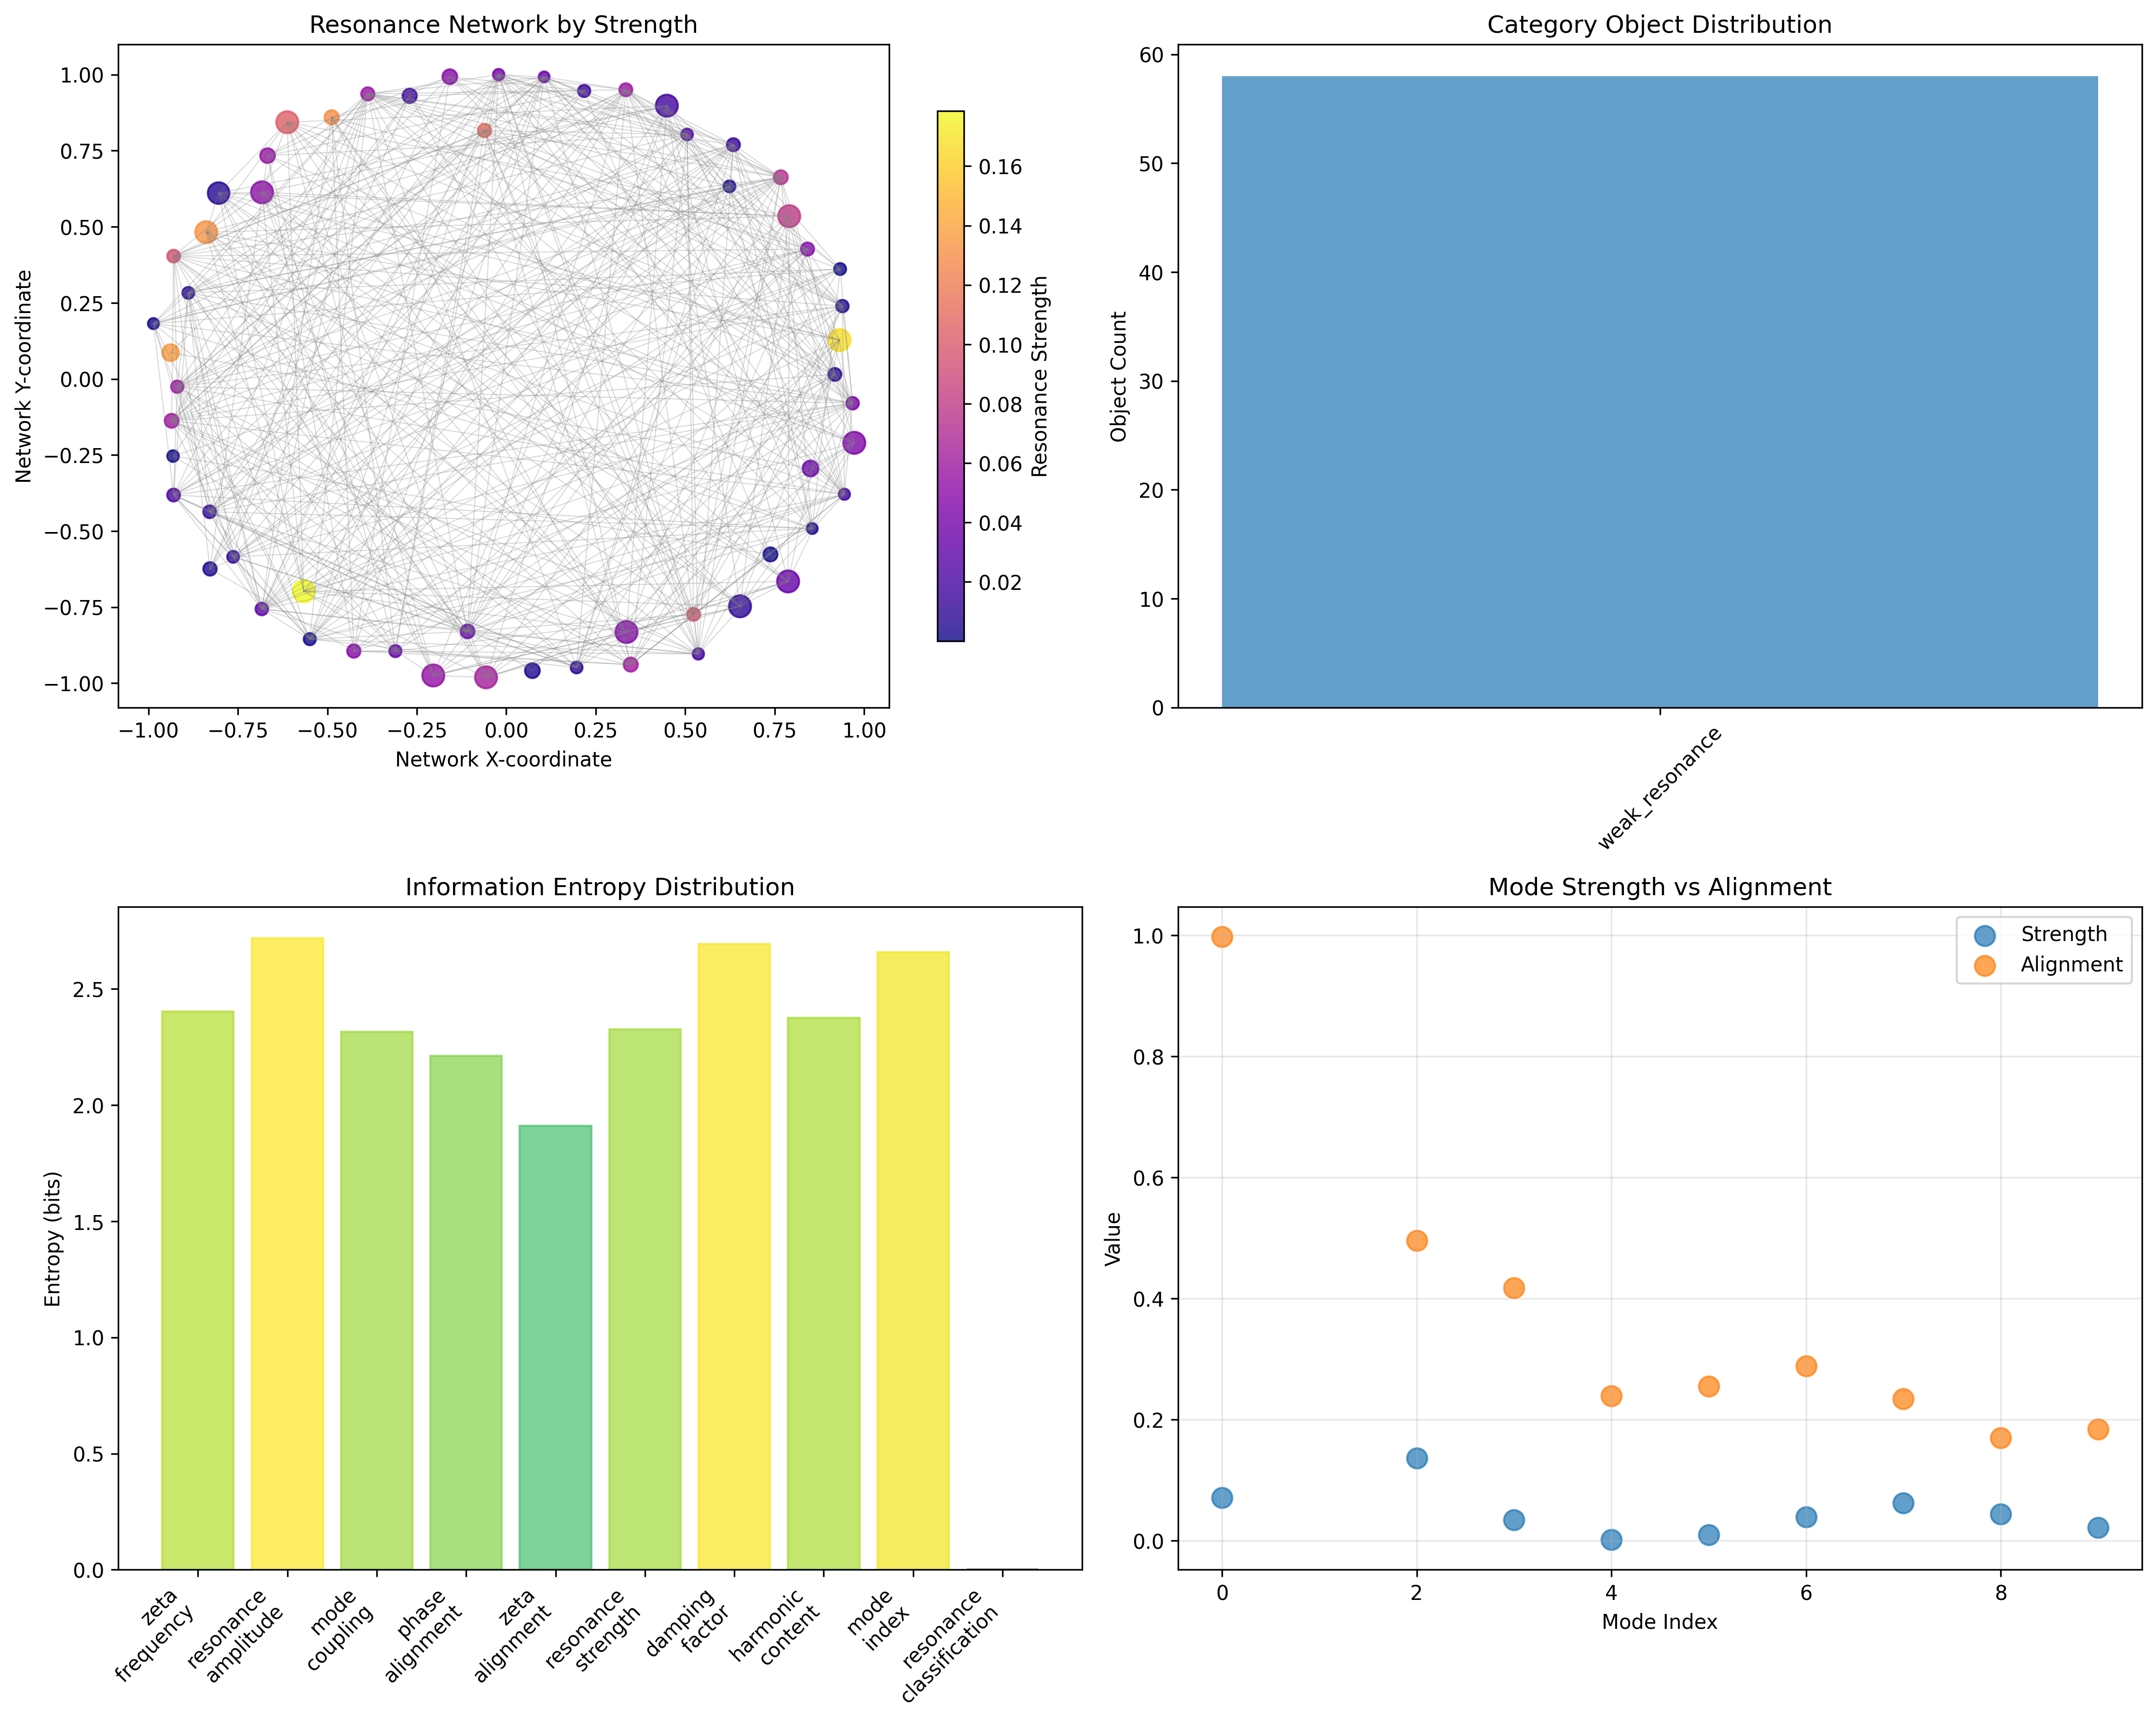 Resonance Network by Strength
Network Y-coordinate
1.00
0.75
0.50
0.25
0.00
−0.25
−0.50
−0.75
−1.00
−1.00 −0.75 −0.50 −0.25 0.00 0.25 0.50 0.75 1.00
Network X-coordinate
0.16
0.14
0.12
0.10
0.08
0.06
0.04
0.02
Resonance Strength
Category Object Distribution
Object Count
60
50
40
30
20
10
0
weak_resonance
Information Entropy Distribution
Entropy (bits)
2.5
2.0
1.5
1.0
0.5
0.0
zeta
frequency
resonance
amplitude
mode
coupling
phase
alignment
zeta
alignment
resonance
strength
damping
factor
harmonic
content
mode
index
resonance
classification
Mode Strength vs Alignment
Strength
Alignment
Value
1.0
0.8
0.6
0.4
0.2
0.0
0 2 4 6 8
Mode Index